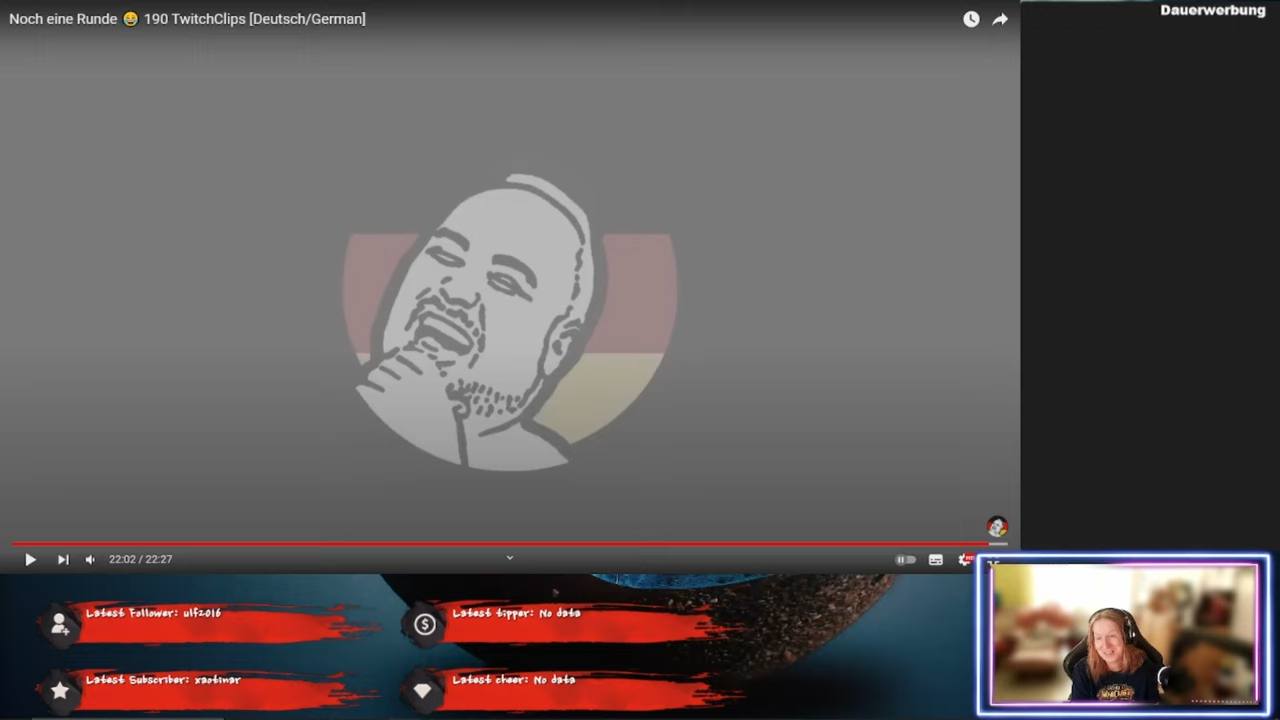 Noch eine Runde 😂 190 TwitchClips [Deutsch/German]
Dauerwerbung
22:02 / 22:27
Latest Follower: ulf2016
Latest tipper: No data
Latest Subscriber: xaotinar
Latest cheer: No data